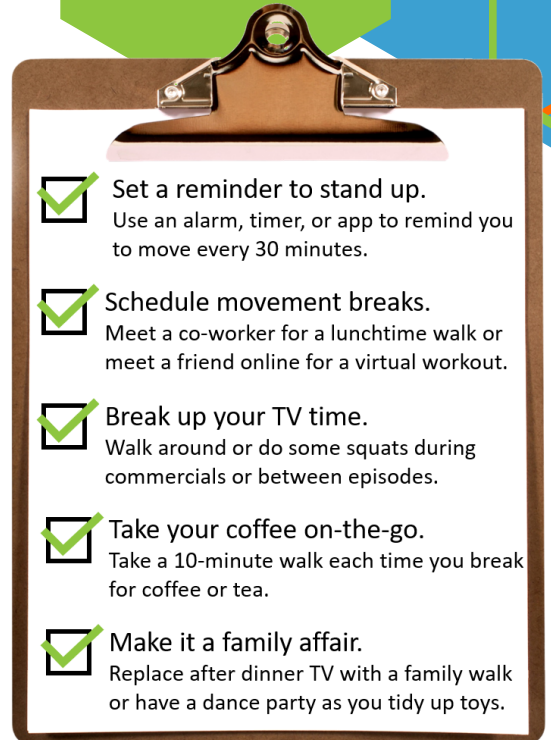 Set a reminder to stand up.
Use an alarm, timer, or app to remind you
to move every 30 minutes.
Schedule movement breaks.
Meet a co-worker for a lunchtime walk or
meet a friend online for a virtual workout.
Break up your TV time.
Walk around or do some squats during
commercials or between episodes.
Take your coffee on-the-go.
Take a 10-minute walk each time you break
for coffee or tea.
Make it a family affair.
Replace after dinner TV with a family walk
or have a dance party as you tidy up toys.